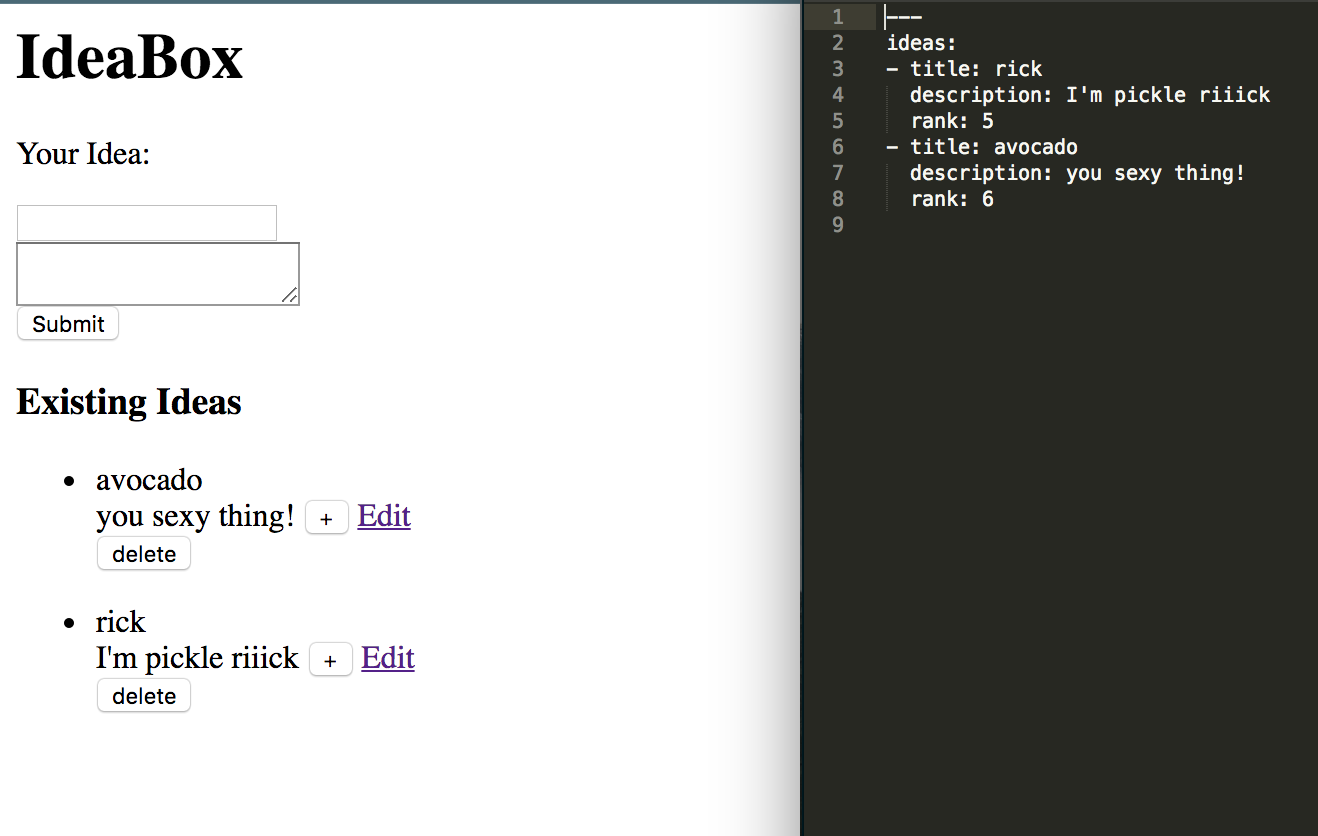 IdeaBox
Your Idea:
Submit
Existing Ideas
avocado
you sexy thing! + Edit
delete
rick
I'm pickle riiick + Edit
delete
1 ---
2 ideas:
3 - title: rick
4 description: I'm pickle riiick
5 rank: 5
6 - title: avocado
7 description: you sexy thing!
8 rank: 6
9